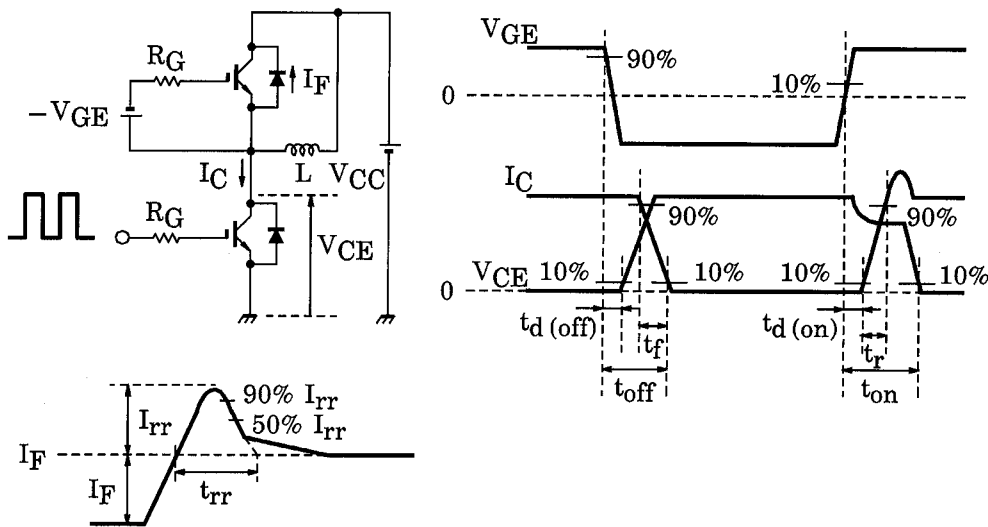 R_G
I_F
−V_GE
I_C
L
V_CC
R_G
V_CE
V_GE
90%
10%
0
I_C
90%
90%
V_CE
10%
10%
10%
10%
0
t_d (off)
t_f
t_d (on)
t_r
t_off
t_on
I_rr
90% I_rr
50% I_rr
I_F
I_F
t_rr